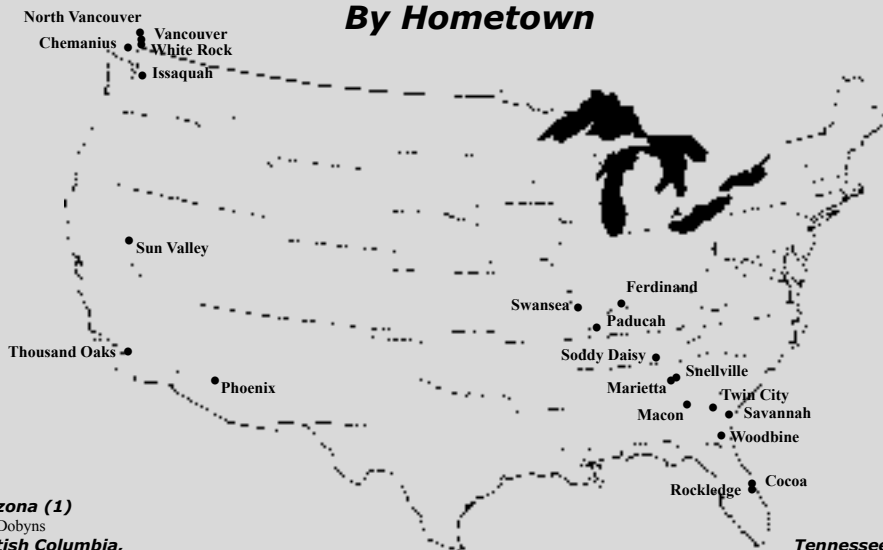 By Hometown
North Vancouver
Vancouver
Chemanius
White Rock
Issaquah
Sun Valley
Ferdinand
Swansea
Paducah
Thousand Oaks
Soddy Daisy
Snellville
Phoenix
Marietta
Twin City
Macon
Savannah
Woodbine
Cocoa
Rockledge
zona (1)
Dobyns
tish Columbia,
Tennessee